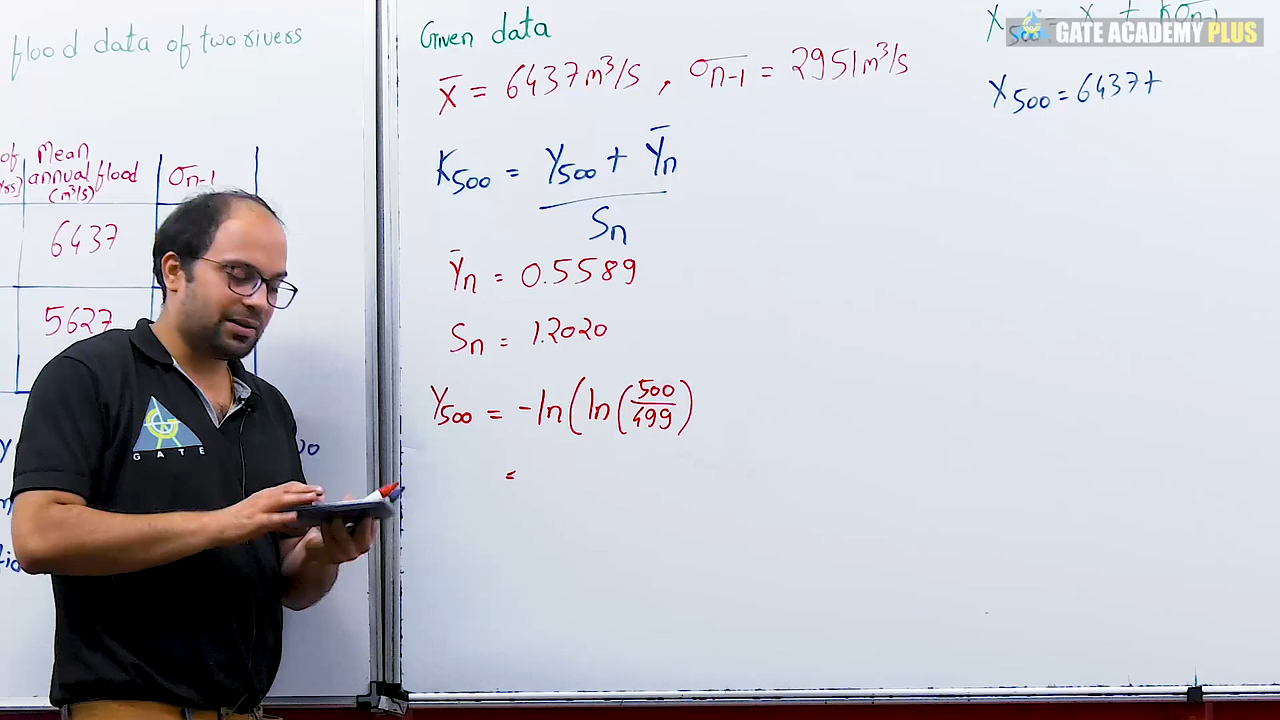 flood data of two rivers
of Mean
annual flood σn-1
(m³/s)
6437
5627
Given data
x̄ = 6437 m³/s , σn-1 = 2951 m³/s
K500 = Y500 + Ȳn
Sn
Ȳn = 0.5589
Sn = 1.2020
Y500 = -ln(ln(500/499)
=
X500 = 6437+
GATE ACADEMY PLUS
GATE